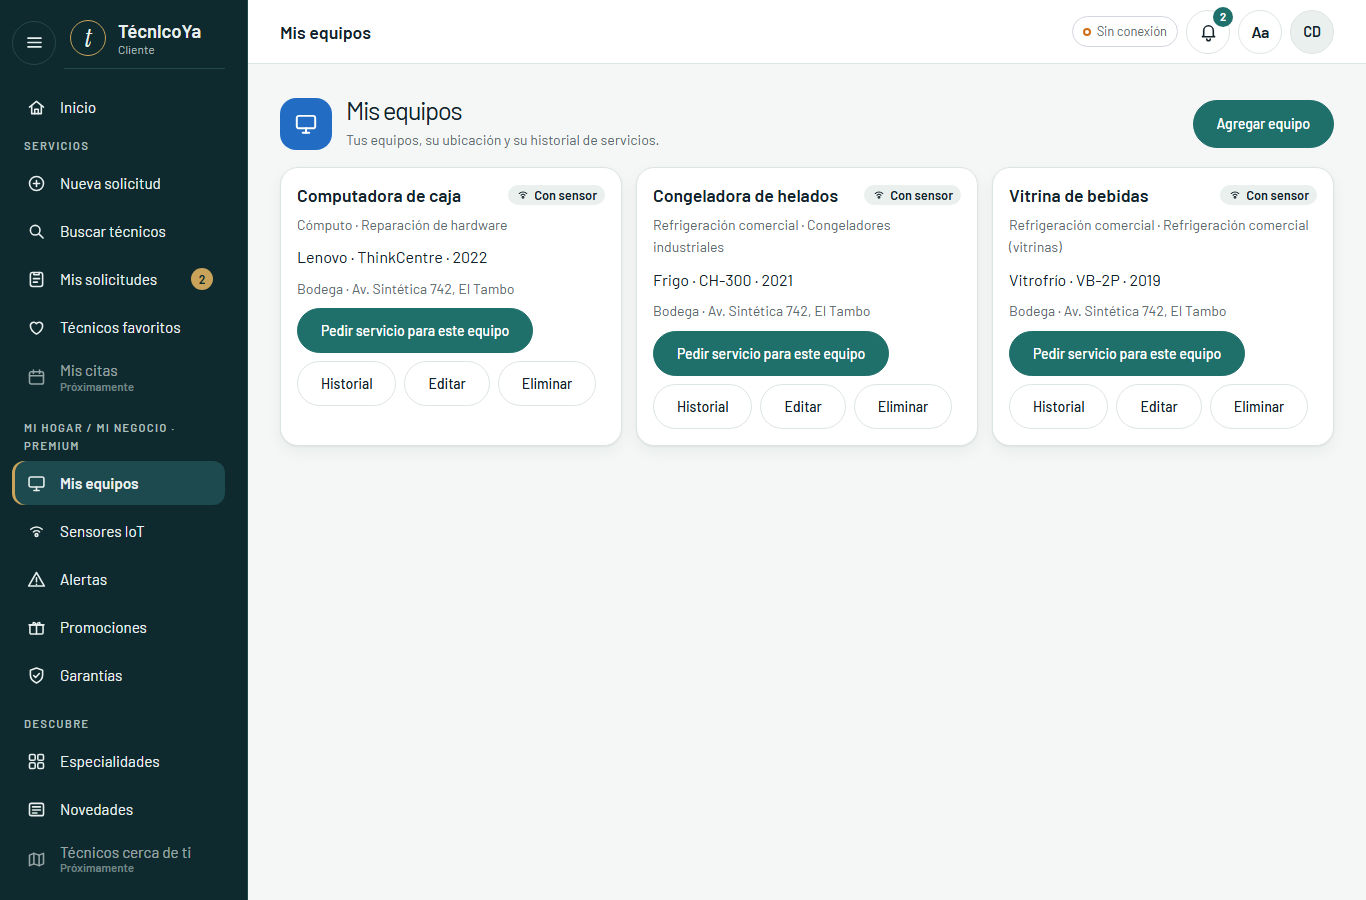 t
TécnicoYa
Cliente
Inicio
SERVICIOS
Nueva solicitud
Buscar técnicos
Mis solicitudes
2
Técnicos favoritos
Mis citas
Próximamente
MI HOGAR / MI NEGOCIO ·
PREMIUM
Mis equipos
Sensores IoT
Alertas
Promociones
Garantías
DESCUBRE
Especialidades
Novedades
Técnicos cerca de ti
Próximamente
Mis equipos
Sin conexión
2
Aa
CD
Mis equipos
Tus equipos, su ubicación y su historial de servicios.
Agregar equipo
Computadora de caja
Con sensor
Cómputo · Reparación de hardware
Lenovo · ThinkCentre · 2022
Bodega · Av. Sintética 742, El Tambo
Pedir servicio para este equipo
Historial
Editar
Eliminar
Congeladora de helados
Con sensor
Refrigeración comercial · Congeladores
industriales
Frigo · CH-300 · 2021
Bodega · Av. Sintética 742, El Tambo
Pedir servicio para este equipo
Historial
Editar
Eliminar
Vitrina de bebidas
Con sensor
Refrigeración comercial · Refrigeración comercial
(vitrinas)
Vitrofrío · VB-2P · 2019
Bodega · Av. Sintética 742, El Tambo
Pedir servicio para este equipo
Historial
Editar
Eliminar